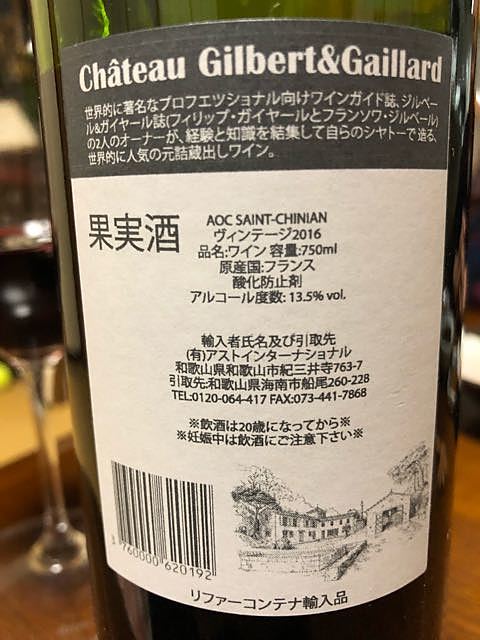 Château Gilbert&Gaillard
世界的に著名なプロフエツショナル向けワインガイド誌、ジルベー
ル&ガイヤール誌(フィリップ・ガイヤールとフランソワ・ジルベール)
の2人のオーナーが、経験と知識を結集して自らのシャトーで造る、
世界的に人気の元詰蔵出しワイン。
果実酒
AOC SAINT-CHINIAN
ヴィンテージ2016
品名:ワイン 容量:750ml
原産国:フランス
酸化防止剤
アルコール度数: 13.5% vol.
輸入者氏名及び引取先
(有)アストインターナショナル
和歌山県和歌山市紀三井寺763-7
引取先:和歌山県海南市船尾260-228
TEL:0120-064-417 FAX:073-441-7868
※飲酒は20歳になってから※
※妊娠中は飲酒にご注意下さい※
3 760000 620192
リファーコンテナ輸入品